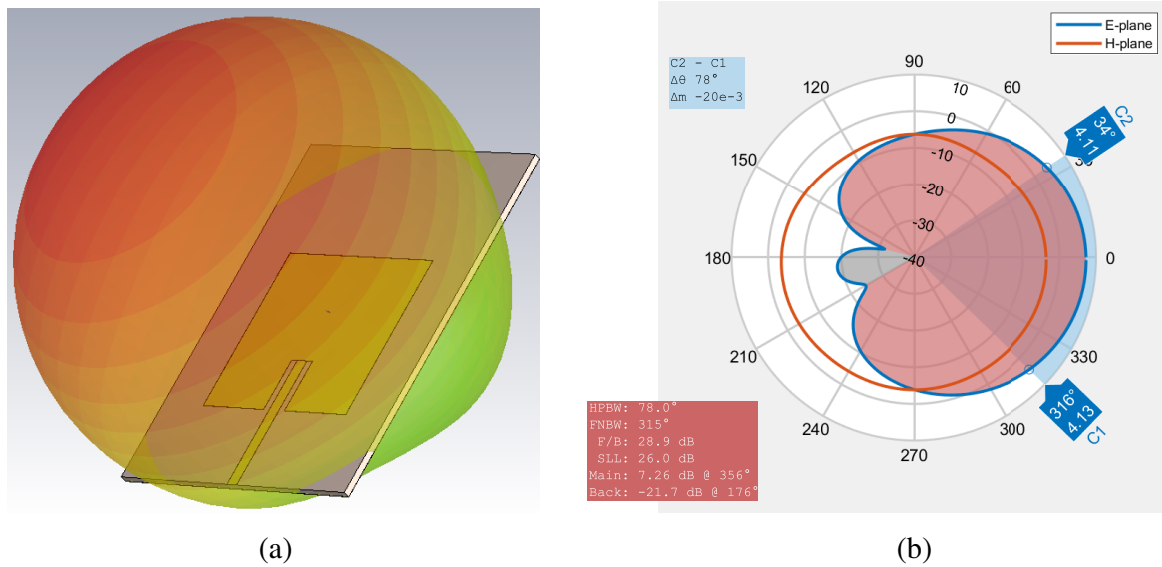 E-plane
H-plane
C2 - C1
Δθ 78°
Δm -20e-3
90
120
60
10
0
-10
-20
-30
-40
150
30
C2
34°
4.11
180
0
210
330
316°
4.13
C1
240
300
270
HPBW: 78.0°
FNBW: 315°
F/B: 28.9 dB
SLL: 26.0 dB
Main: 7.26 dB @ 356°
Back: -21.7 dB @ 176°
(a)
(b)